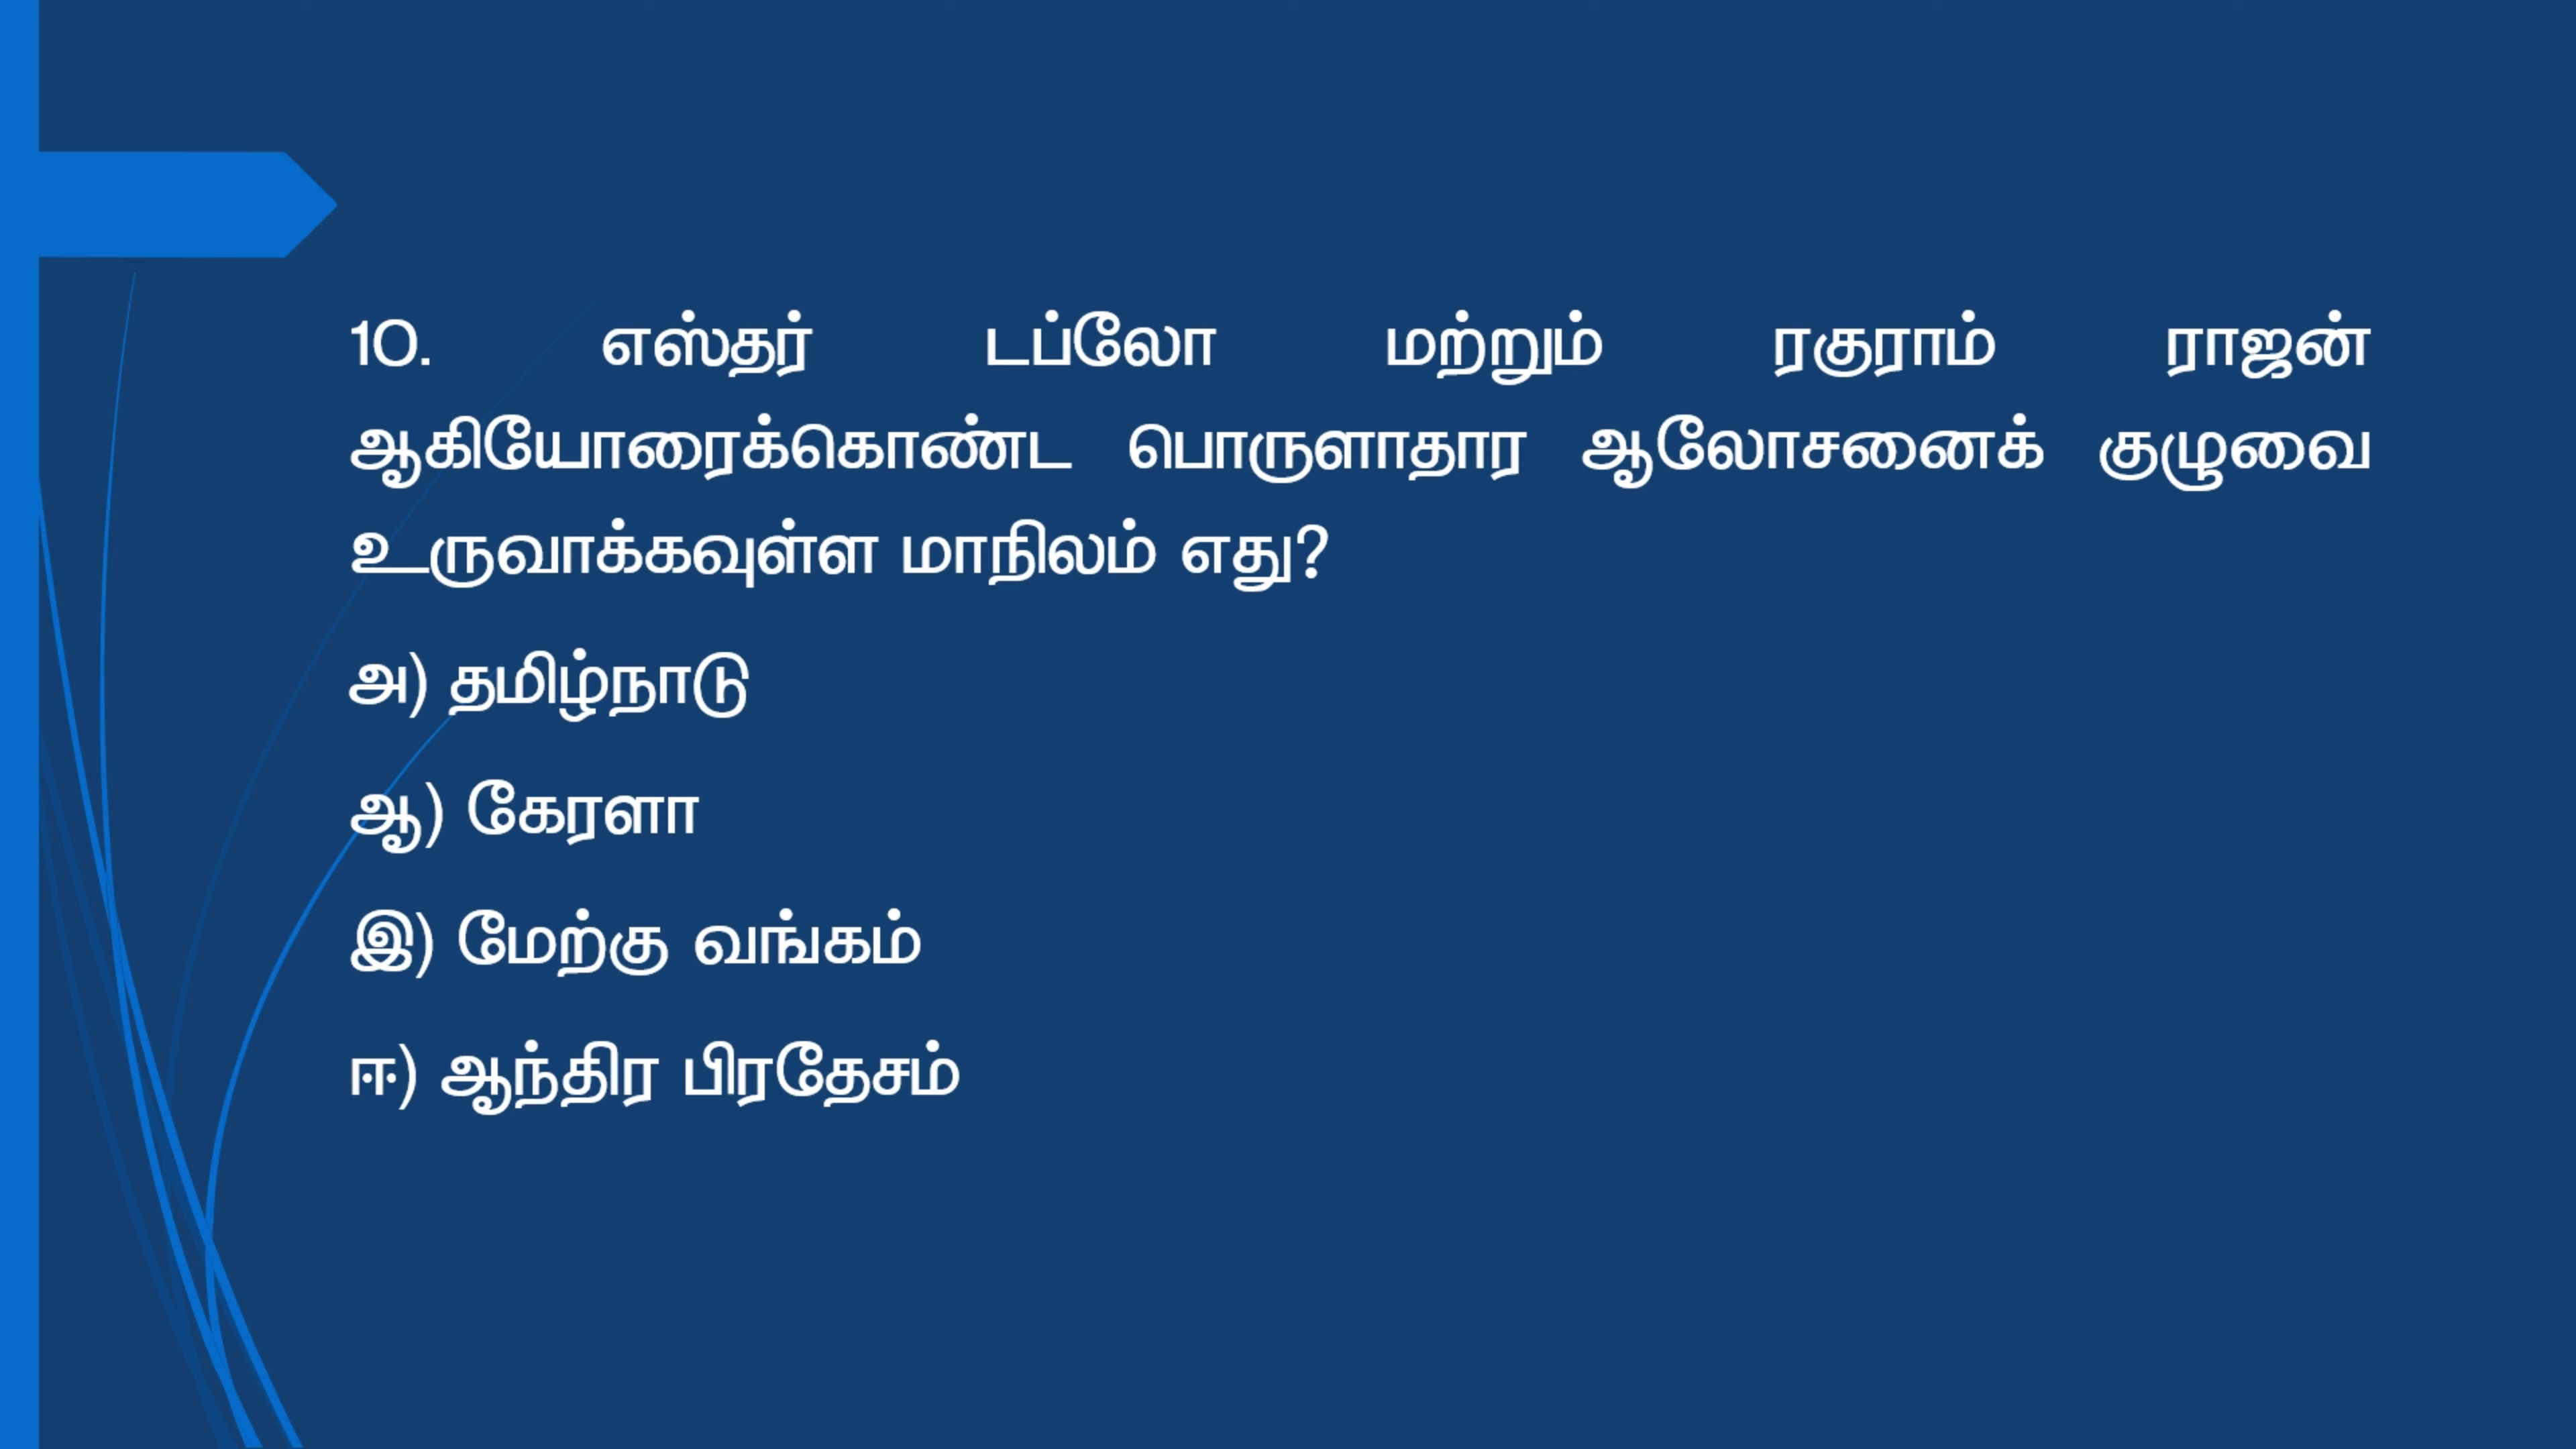 10. எஸ்தர் டப்லோ மற்றும் ரகுராம் ராஜன்
ஆகியோரைக்கொண்ட பொருளாதார ஆலோசனைக் குழுவை
உருவாக்கவுள்ள மாநிலம் எது?
அ) தமிழ்நாடு
ஆ) கேரளா
இ) மேற்கு வங்கம்
ஈ) ஆந்திர பிரதேசம்